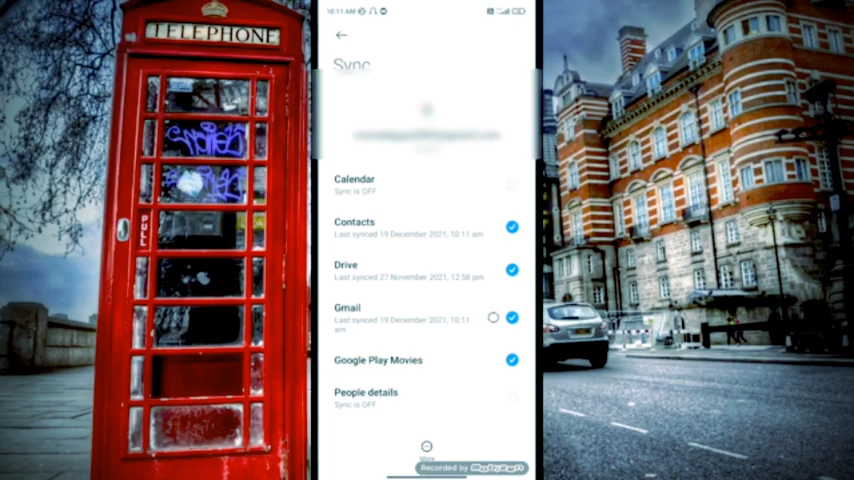 TELEPHONE
PULL
10:11 AM
Sync
Calendar
Sync is OFF
Contacts
Last synced 19 December 2021, 10:11 am
Drive
Last synced 27 November 2021, 12:58 pm
Gmail
Last synced 19 December 2021, 10:11
am
Google Play Movies
People details
Sync is OFF
More
Recorded by mobizen